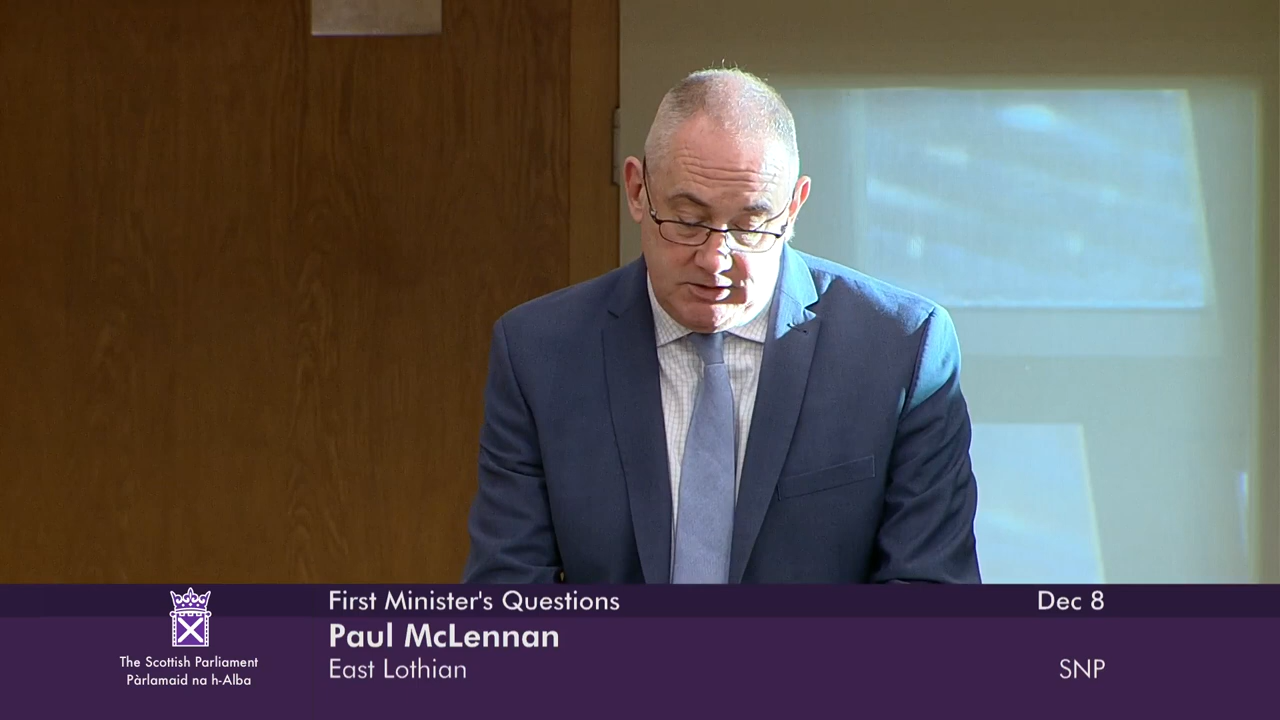 First Minister's Questions
Dec 8
Paul McLennan
East Lothian
SNP
The Scottish Parliament
Pàrlamaid na h-Alba